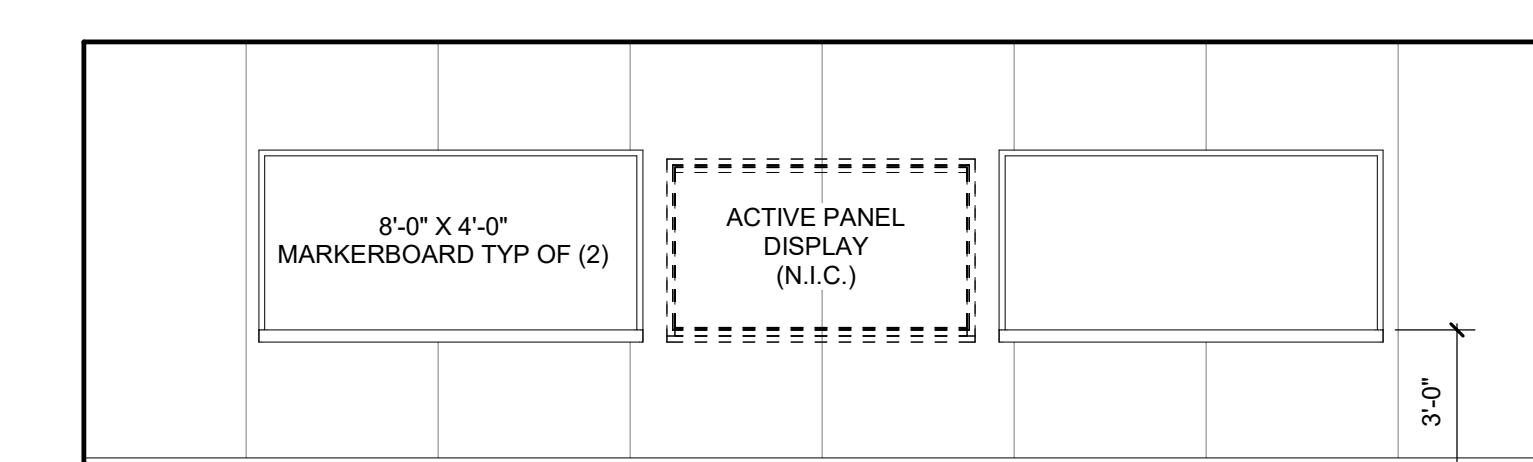 8'-0" X 4'-0"
MARKERBOARD TYP OF (2)
ACTIVE PANEL
DISPLAY
(N.I.C.)
3'-0"